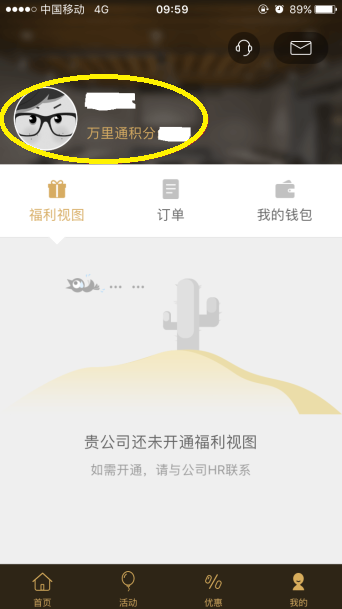 中国移动 4G 09:59 89%
万里通积分
福利视图 订单 我的钱包
贵公司还未开通福利视图
如需开通，请与公司HR联系
首页 活动 优惠 我的